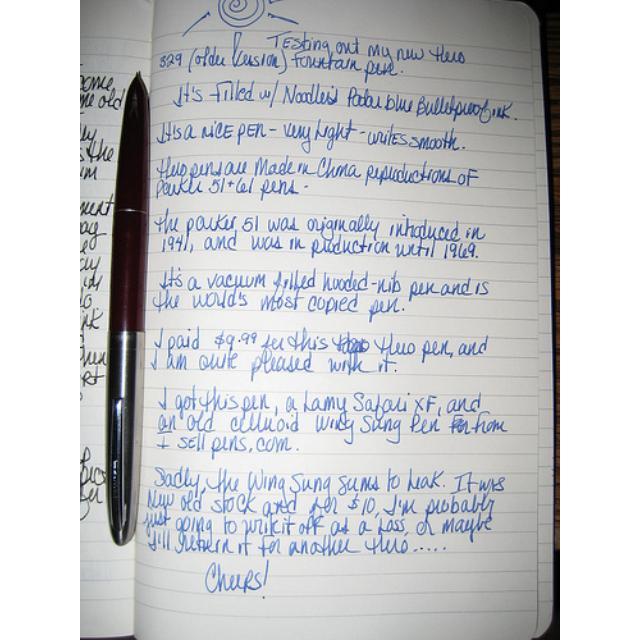 Testing out my new Hero
329 (older version) fountain pen.
It's filled w/ Noodler's Polar blue Bulletproof ink.
It's a nice pen - very light - writes smooth.
Hero pens are Made in China reproductions of
Parker 51 + 61 pens -
the parker 51 was originally introduced in
1941, and was in production until 1969.
It's a vacuum filled hooded-nib pen and is
the world's most copied pen.
I paid $9.99 for this Hero pen, and
I am quite pleased with it.
I got this pen, a Lamy Safari XF, and
an old celluloid Wing Sung Pen from
I sell pens.com.
Sadly, the Wing Sung seems to leak. It was
New old stock and for $10, I'm probably
just going to write it off as a loss, or maybe
I'll return it for another Hero.....
Cheers!